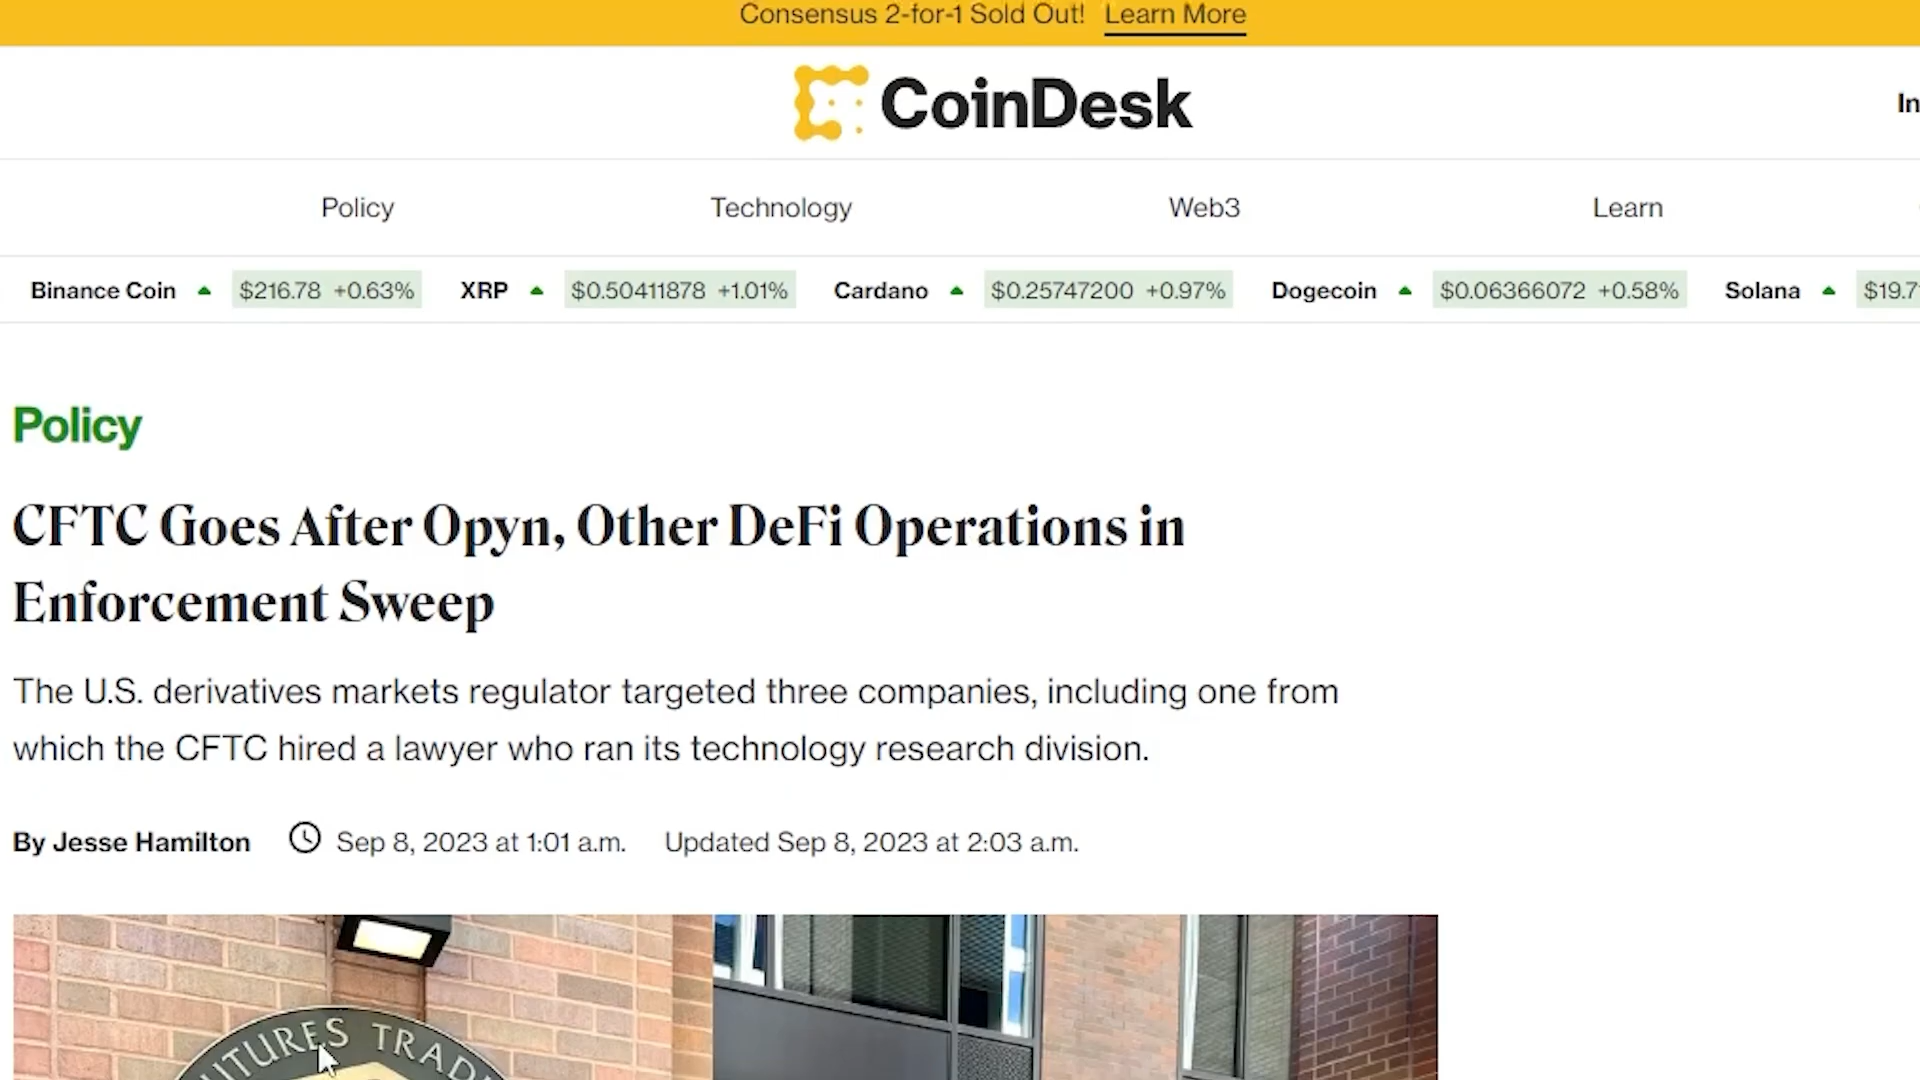 Consensus 2-for-1 Sold Out! Learn More
CoinDesk
Policy Technology Web3 Learn
Binance Coin $216.78 +0.63% XRP $0.50411878 +1.01% Cardano $0.25747200 +0.97% Dogecoin $0.06366072 +0.58% Solana
Policy
CFTC Goes After Opyn, Other DeFi Operations in
Enforcement Sweep
The U.S. derivatives markets regulator targeted three companies, including one from
which the CFTC hired a lawyer who ran its technology research division.
By Jesse Hamilton Sep 8, 2023 at 1:01 a.m. Updated Sep 8, 2023 at 2:03 a.m.